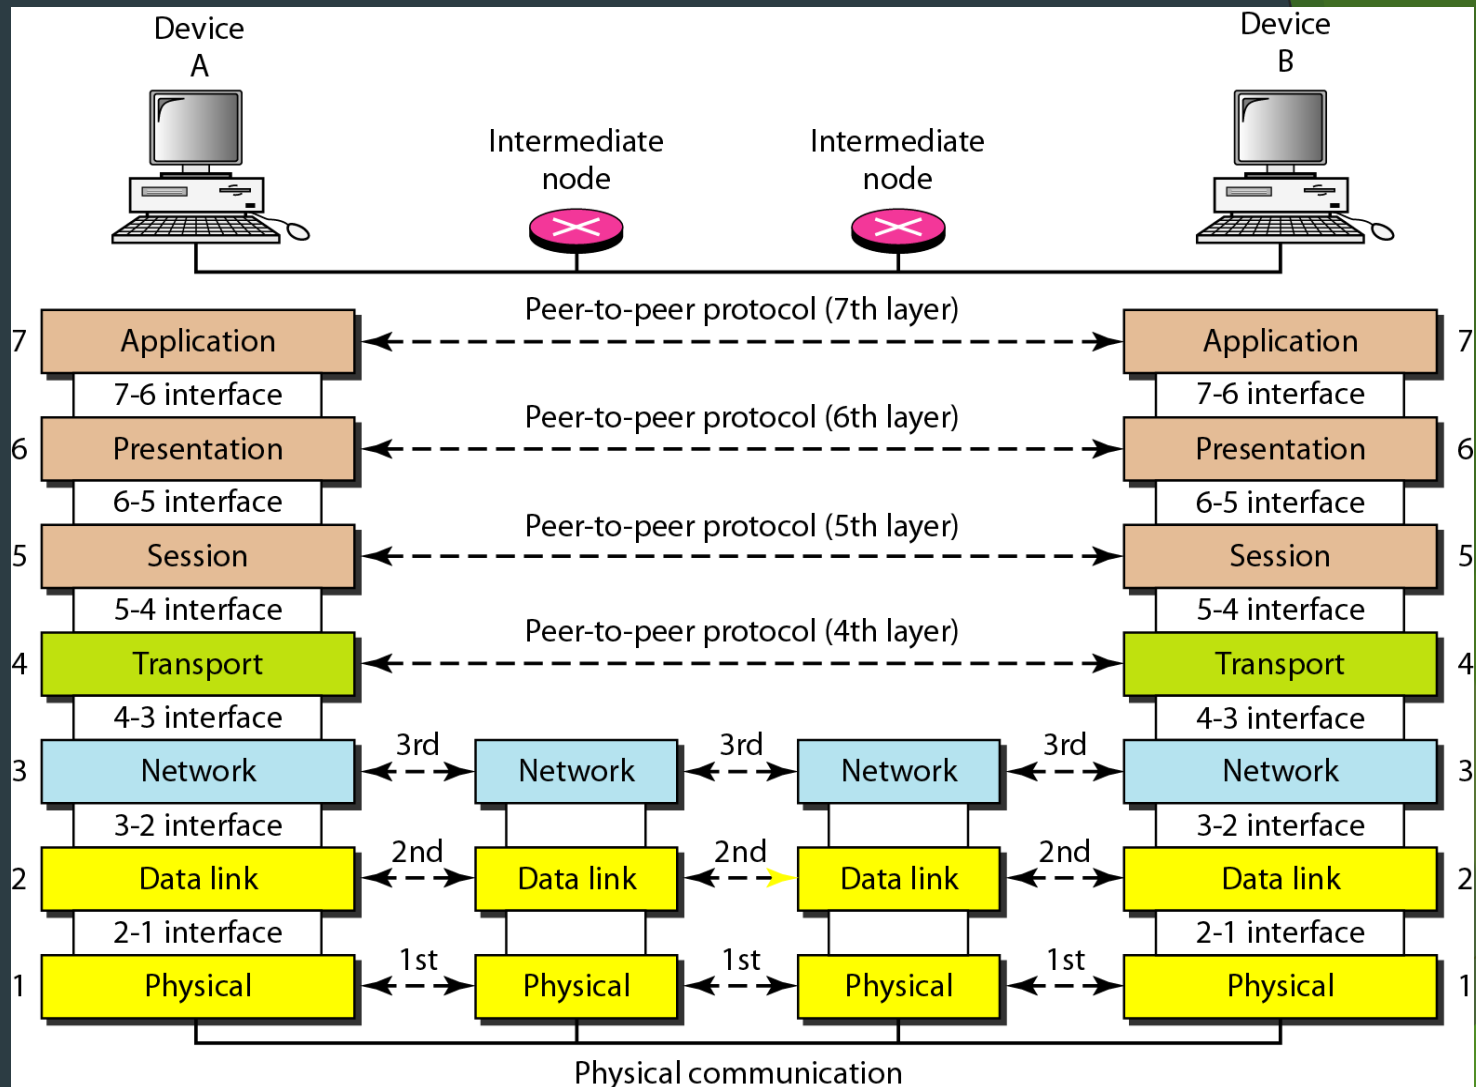 Device
A
Device
B
Intermediate
node
Intermediate
node
Peer-to-peer protocol (7th layer)
7 Application Application 7
7-6 interface 7-6 interface
Peer-to-peer protocol (6th layer)
6 Presentation Presentation 6
6-5 interface 6-5 interface
Peer-to-peer protocol (5th layer)
5 Session Session 5
5-4 interface 5-4 interface
Peer-to-peer protocol (4th layer)
4 Transport Transport 4
4-3 interface 4-3 interface
3rd 3rd 3rd
3 Network Network Network Network 3
3-2 interface 3-2 interface
2nd 2nd 2nd
2 Data link Data link Data link Data link 2
2-1 interface 2-1 interface
1st 1st 1st
1 Physical Physical Physical Physical 1
Physical communication